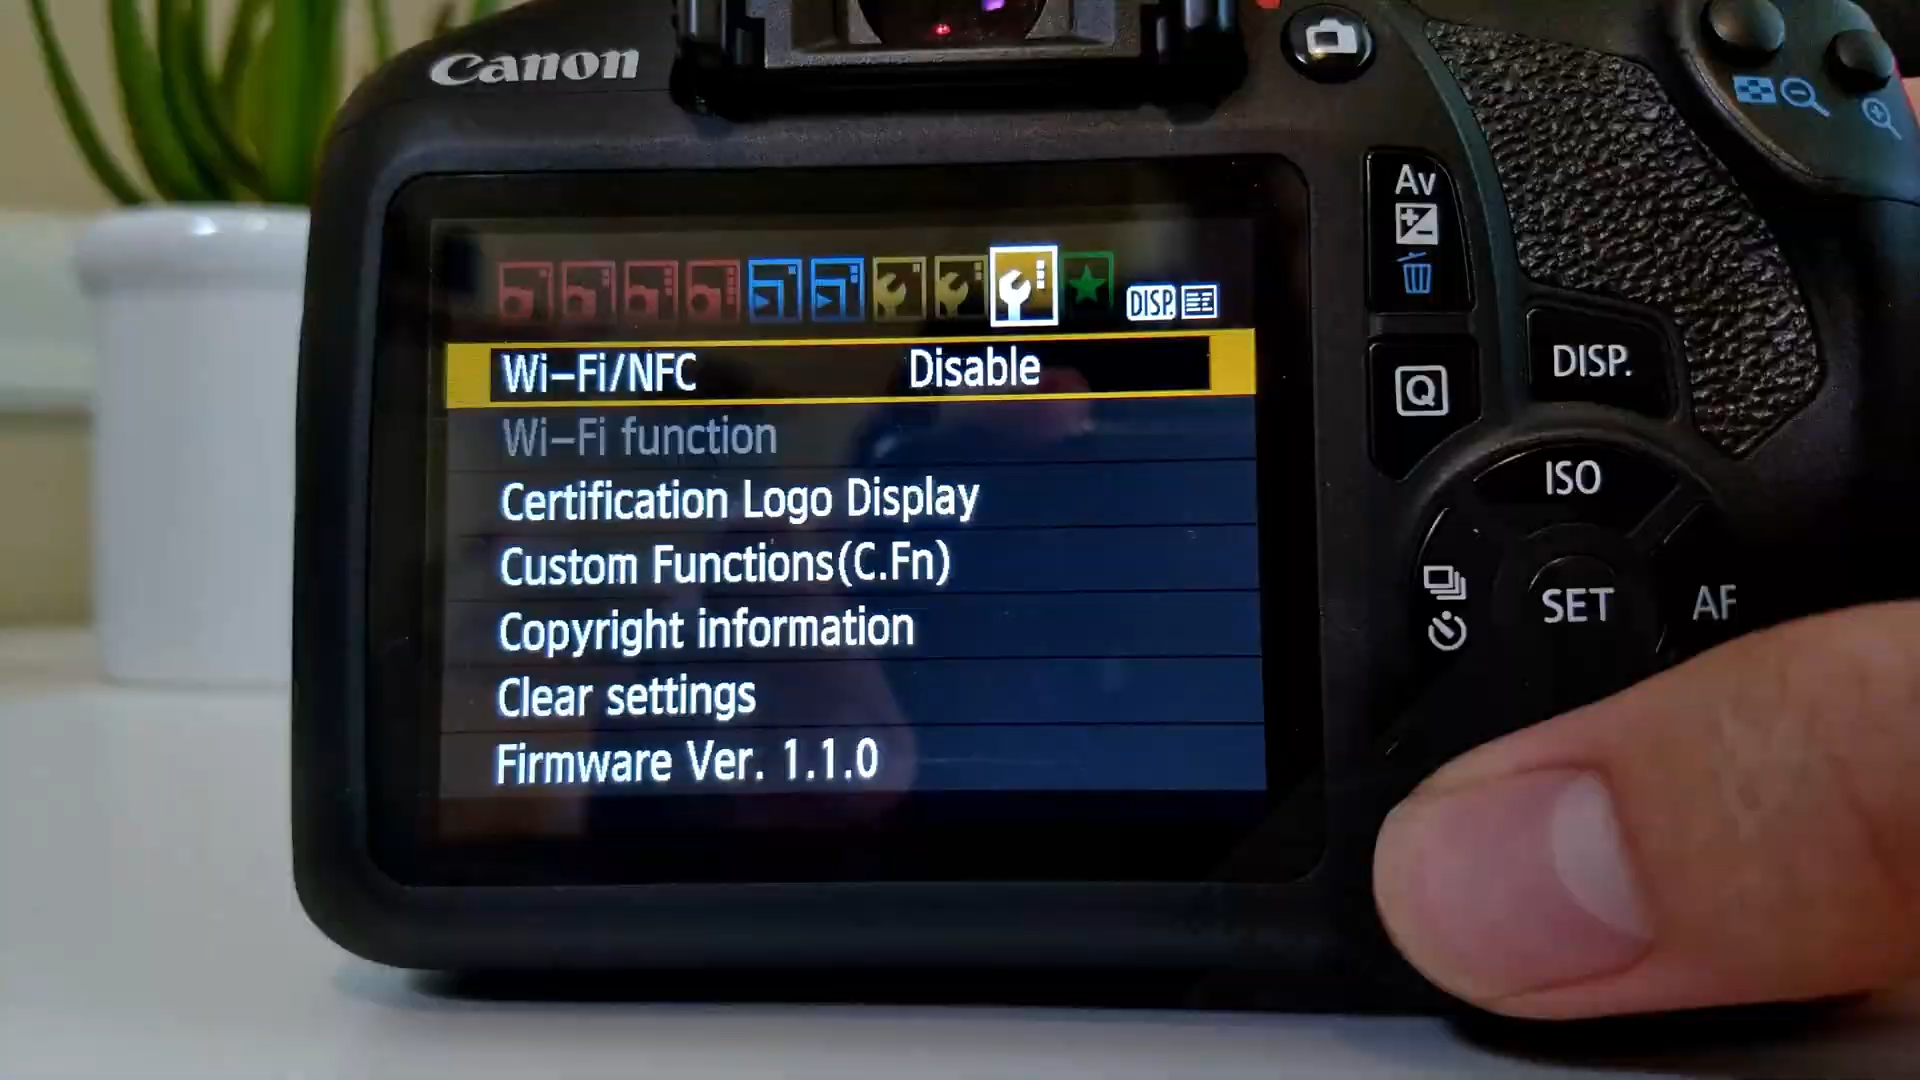 Canon
DISP.
Wi-Fi/NFC Disable
Wi-Fi function
Certification Logo Display
Custom Functions(C.Fn)
Copyright information
Clear settings
Firmware Ver. 1.1.0
Av
Q
DISP.
ISO
SET
AF